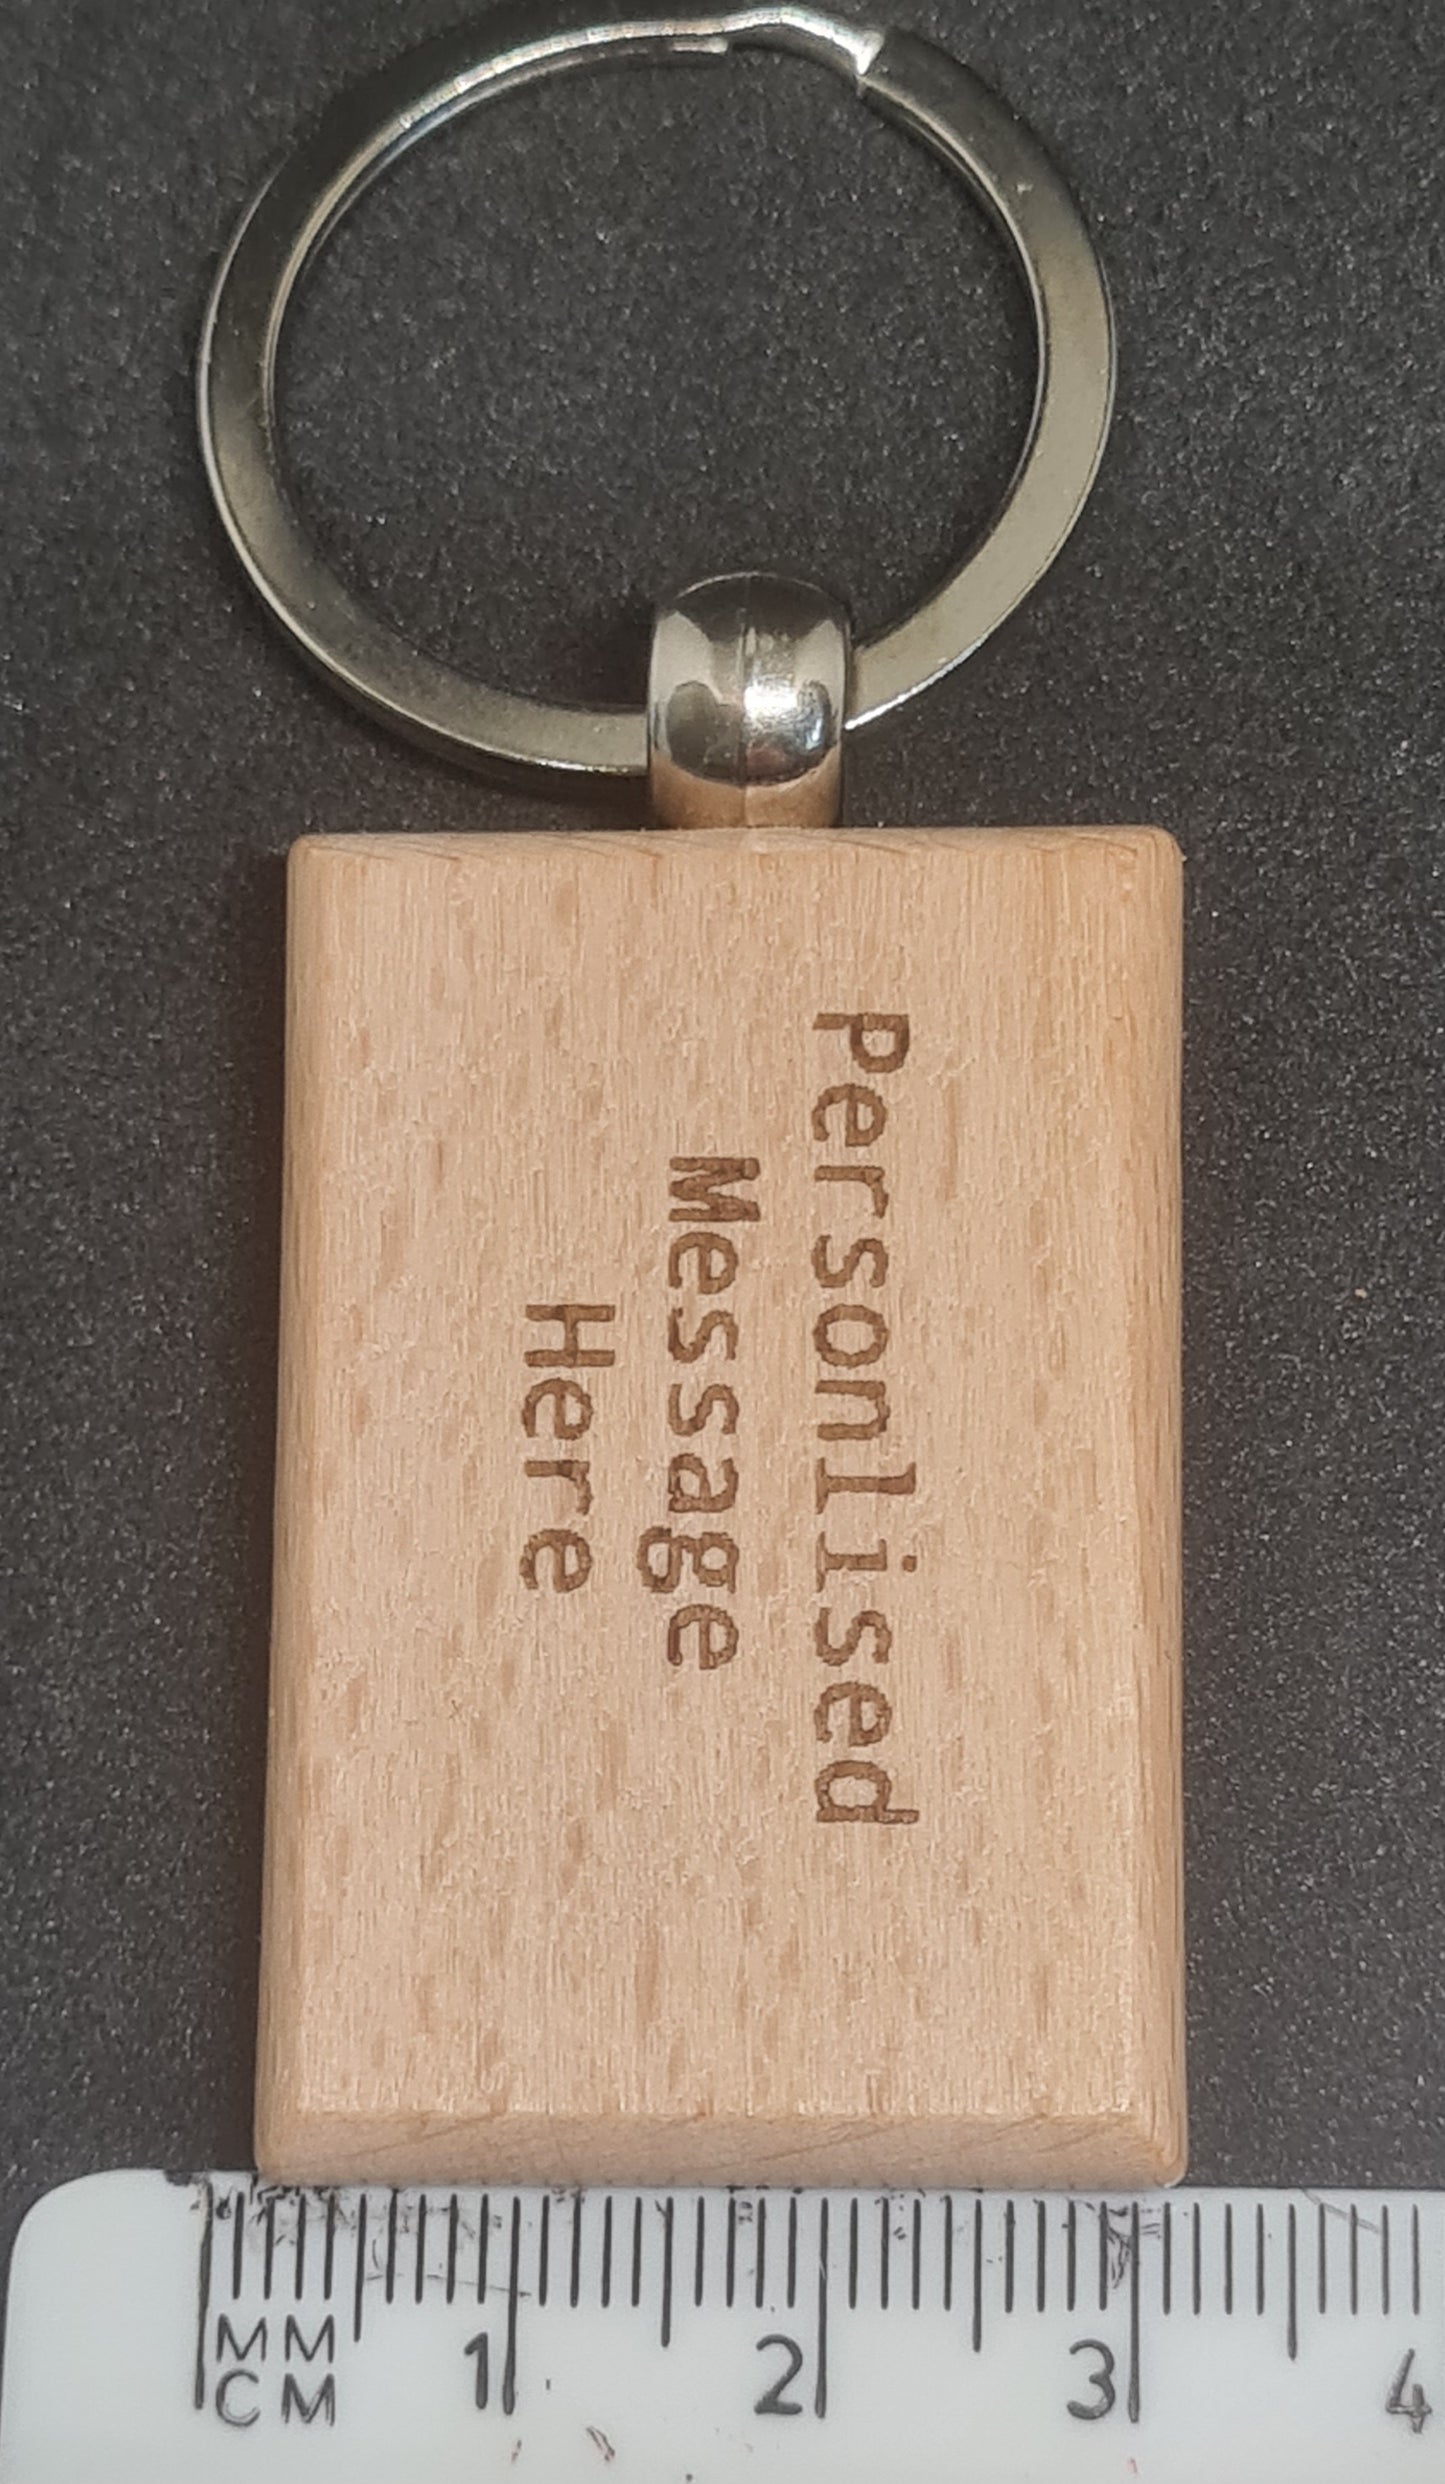 Personlised
Message
Here
MM
CM
1 2 3 4